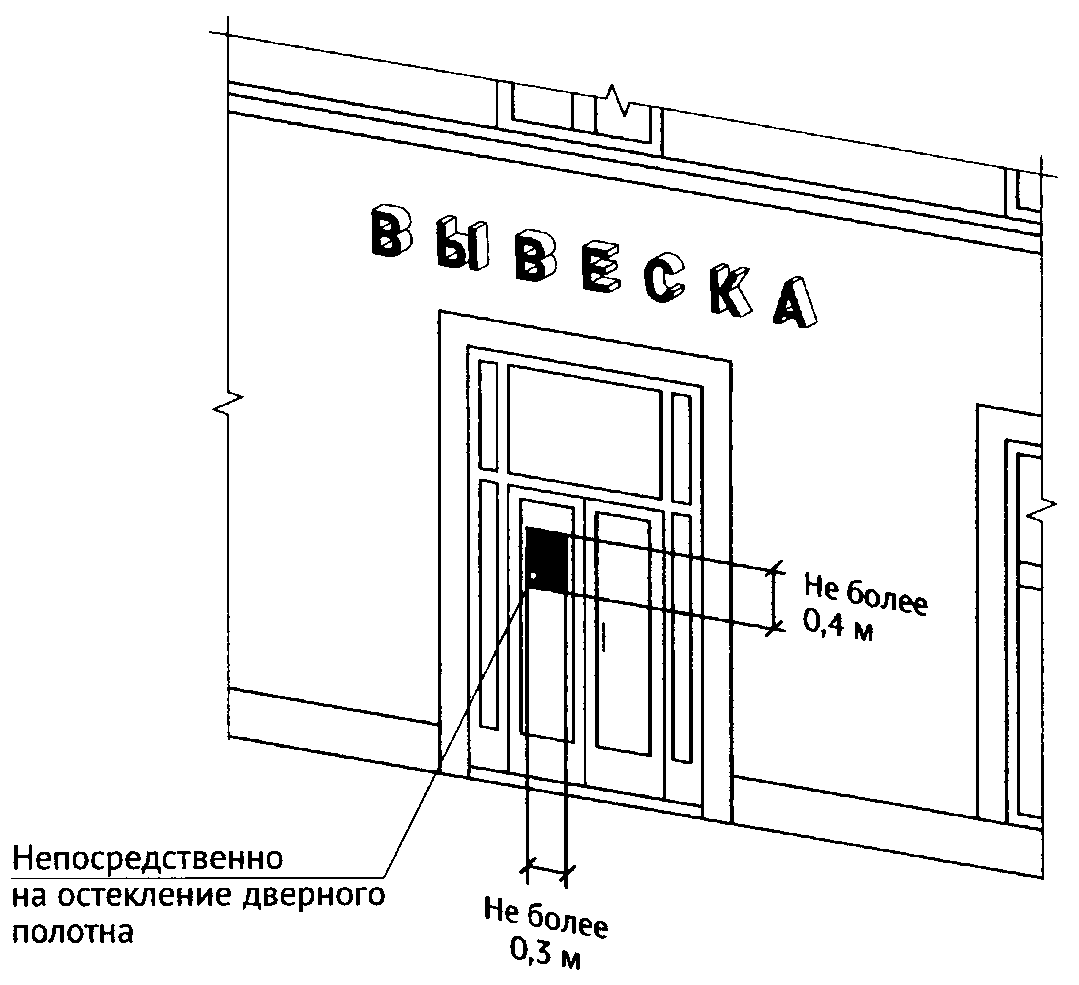 ВЫВЕСКА
Не более
0,4 м
Непосредственно
на остекление дверного
полотна
Не более
0,3 м